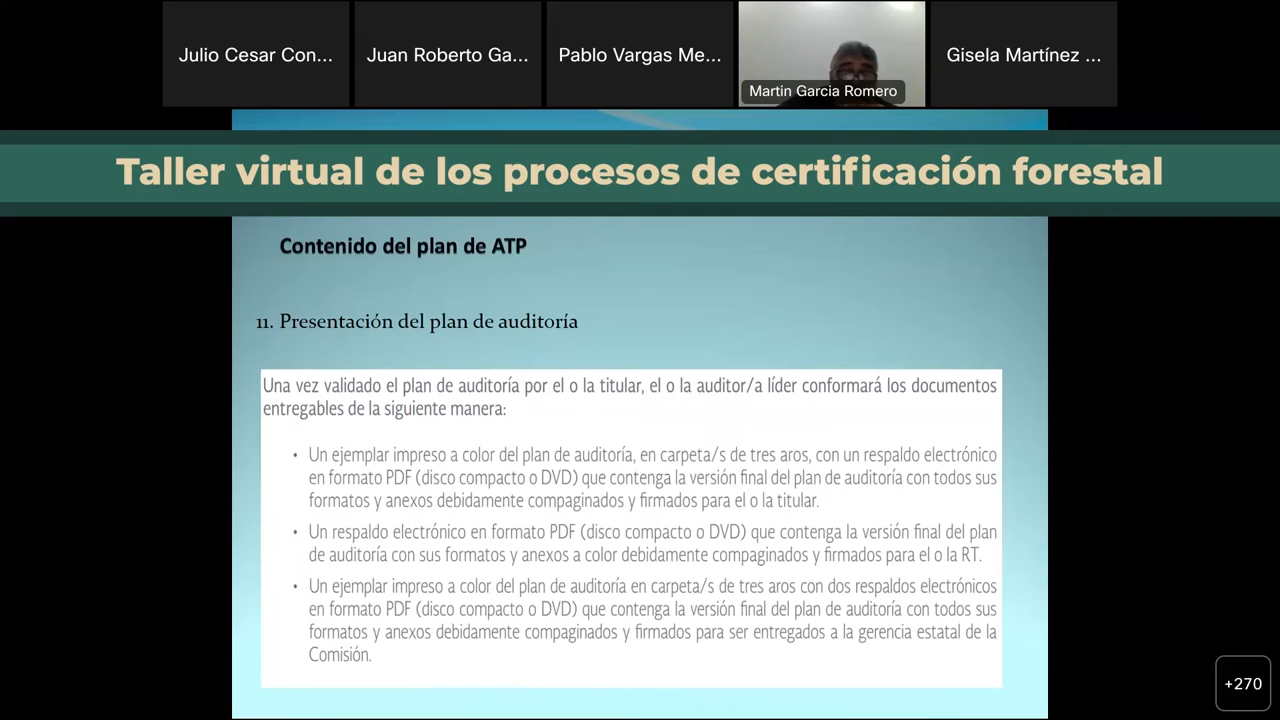 Julio Cesar Con...
Juan Roberto Ga...
Pablo Vargas Me...
Martin Garcia Romero
Gisela Martínez ...
Taller virtual de los procesos de certificación forestal
Contenido del plan de ATP
11. Presentación del plan de auditoría
Una vez validado el plan de auditoría por el o la titular, el o la auditor/a líder conformará los documentos
entregables de la siguiente manera:
• Un ejemplar impreso a color del plan de auditoría, en carpeta/s de tres aros, con un respaldo electrónico
en formato PDF (disco compacto o DVD) que contenga la versión final del plan de auditoría con todos sus
formatos y anexos debidamente compaginados y firmados para el o la titular.
• Un respaldo electrónico en formato PDF (disco compacto o DVD) que contenga la versión final del plan
de auditoría con sus formatos y anexos a color debidamente compaginados y firmados para el o la RT.
• Un ejemplar impreso a color del plan de auditoría en carpeta/s de tres aros con dos respaldos electrónicos
en formato PDF (disco compacto o DVD) que contenga la versión final del plan de auditoría con todos sus
formatos y anexos debidamente compaginados y firmados para ser entregados a la gerencia estatal de la
Comisión.
+270